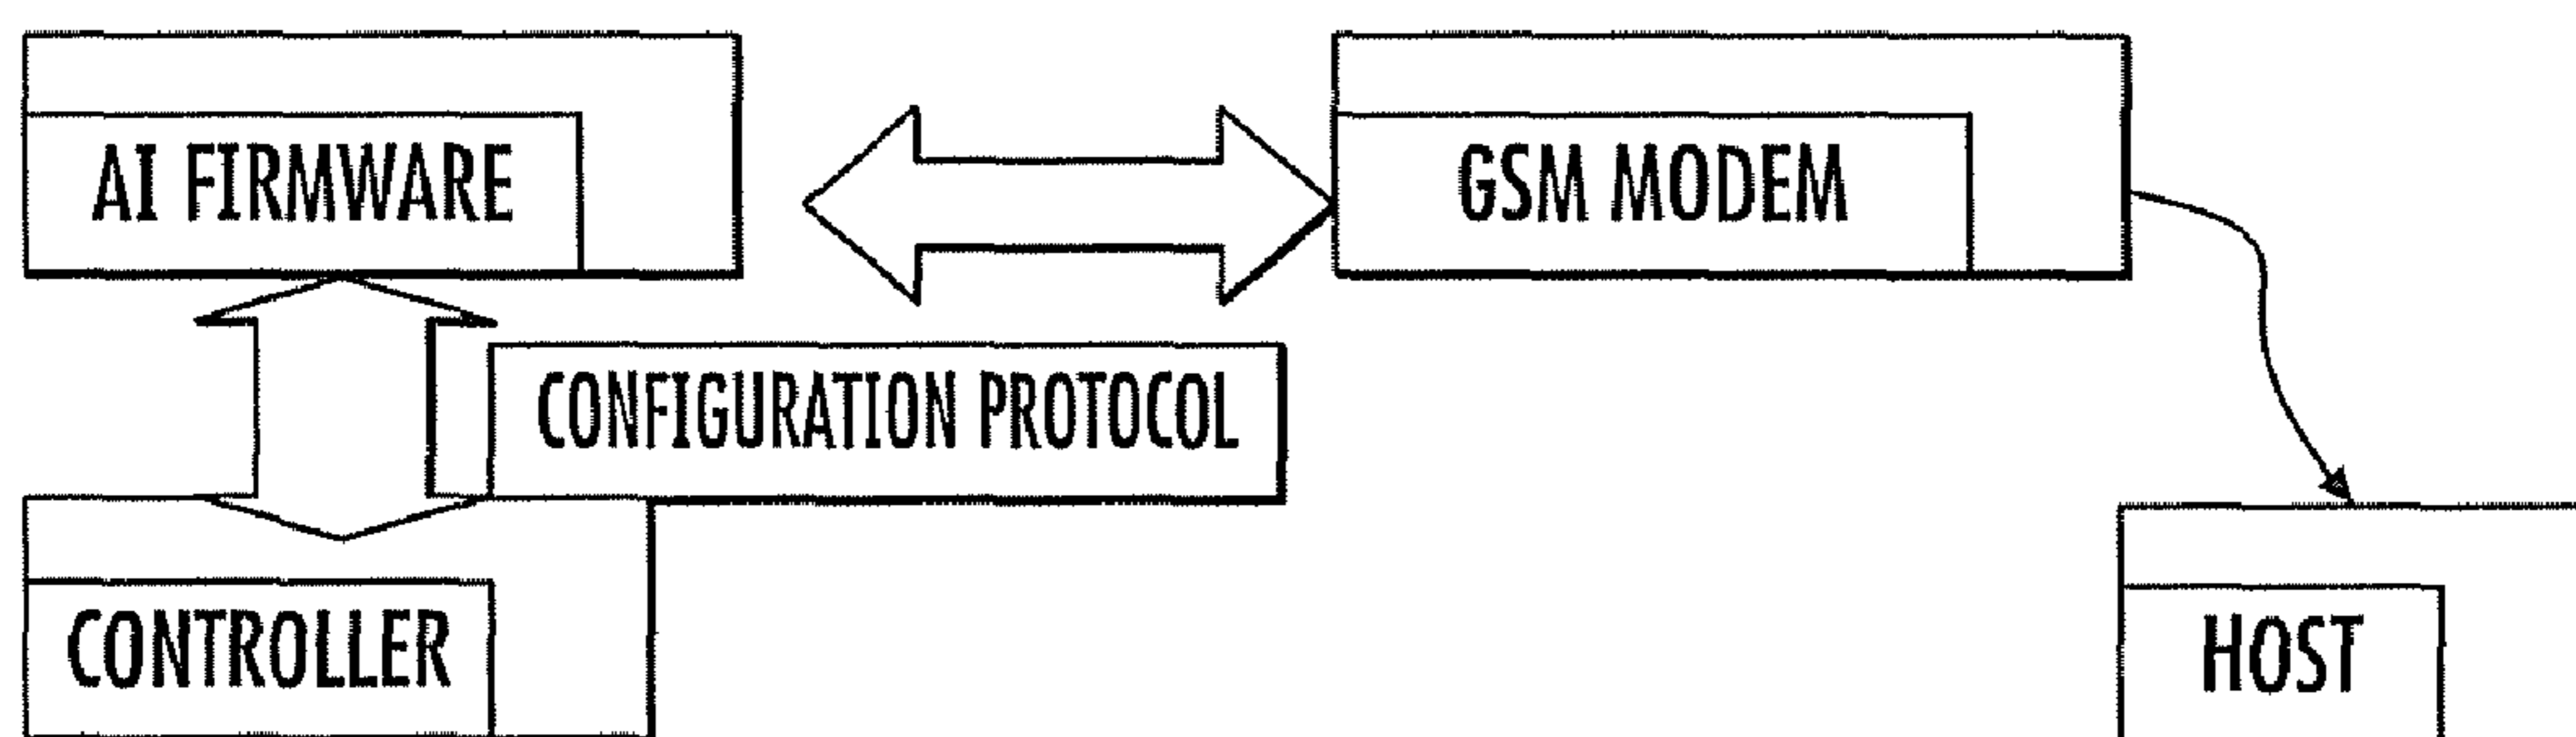 AI FIRMWARE
GSM MODEM
CONFIGURATION PROTOCOL
CONTROLLER
HOST